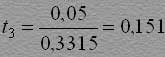 t₃ = 0,05 / 0,3315 = 0,151